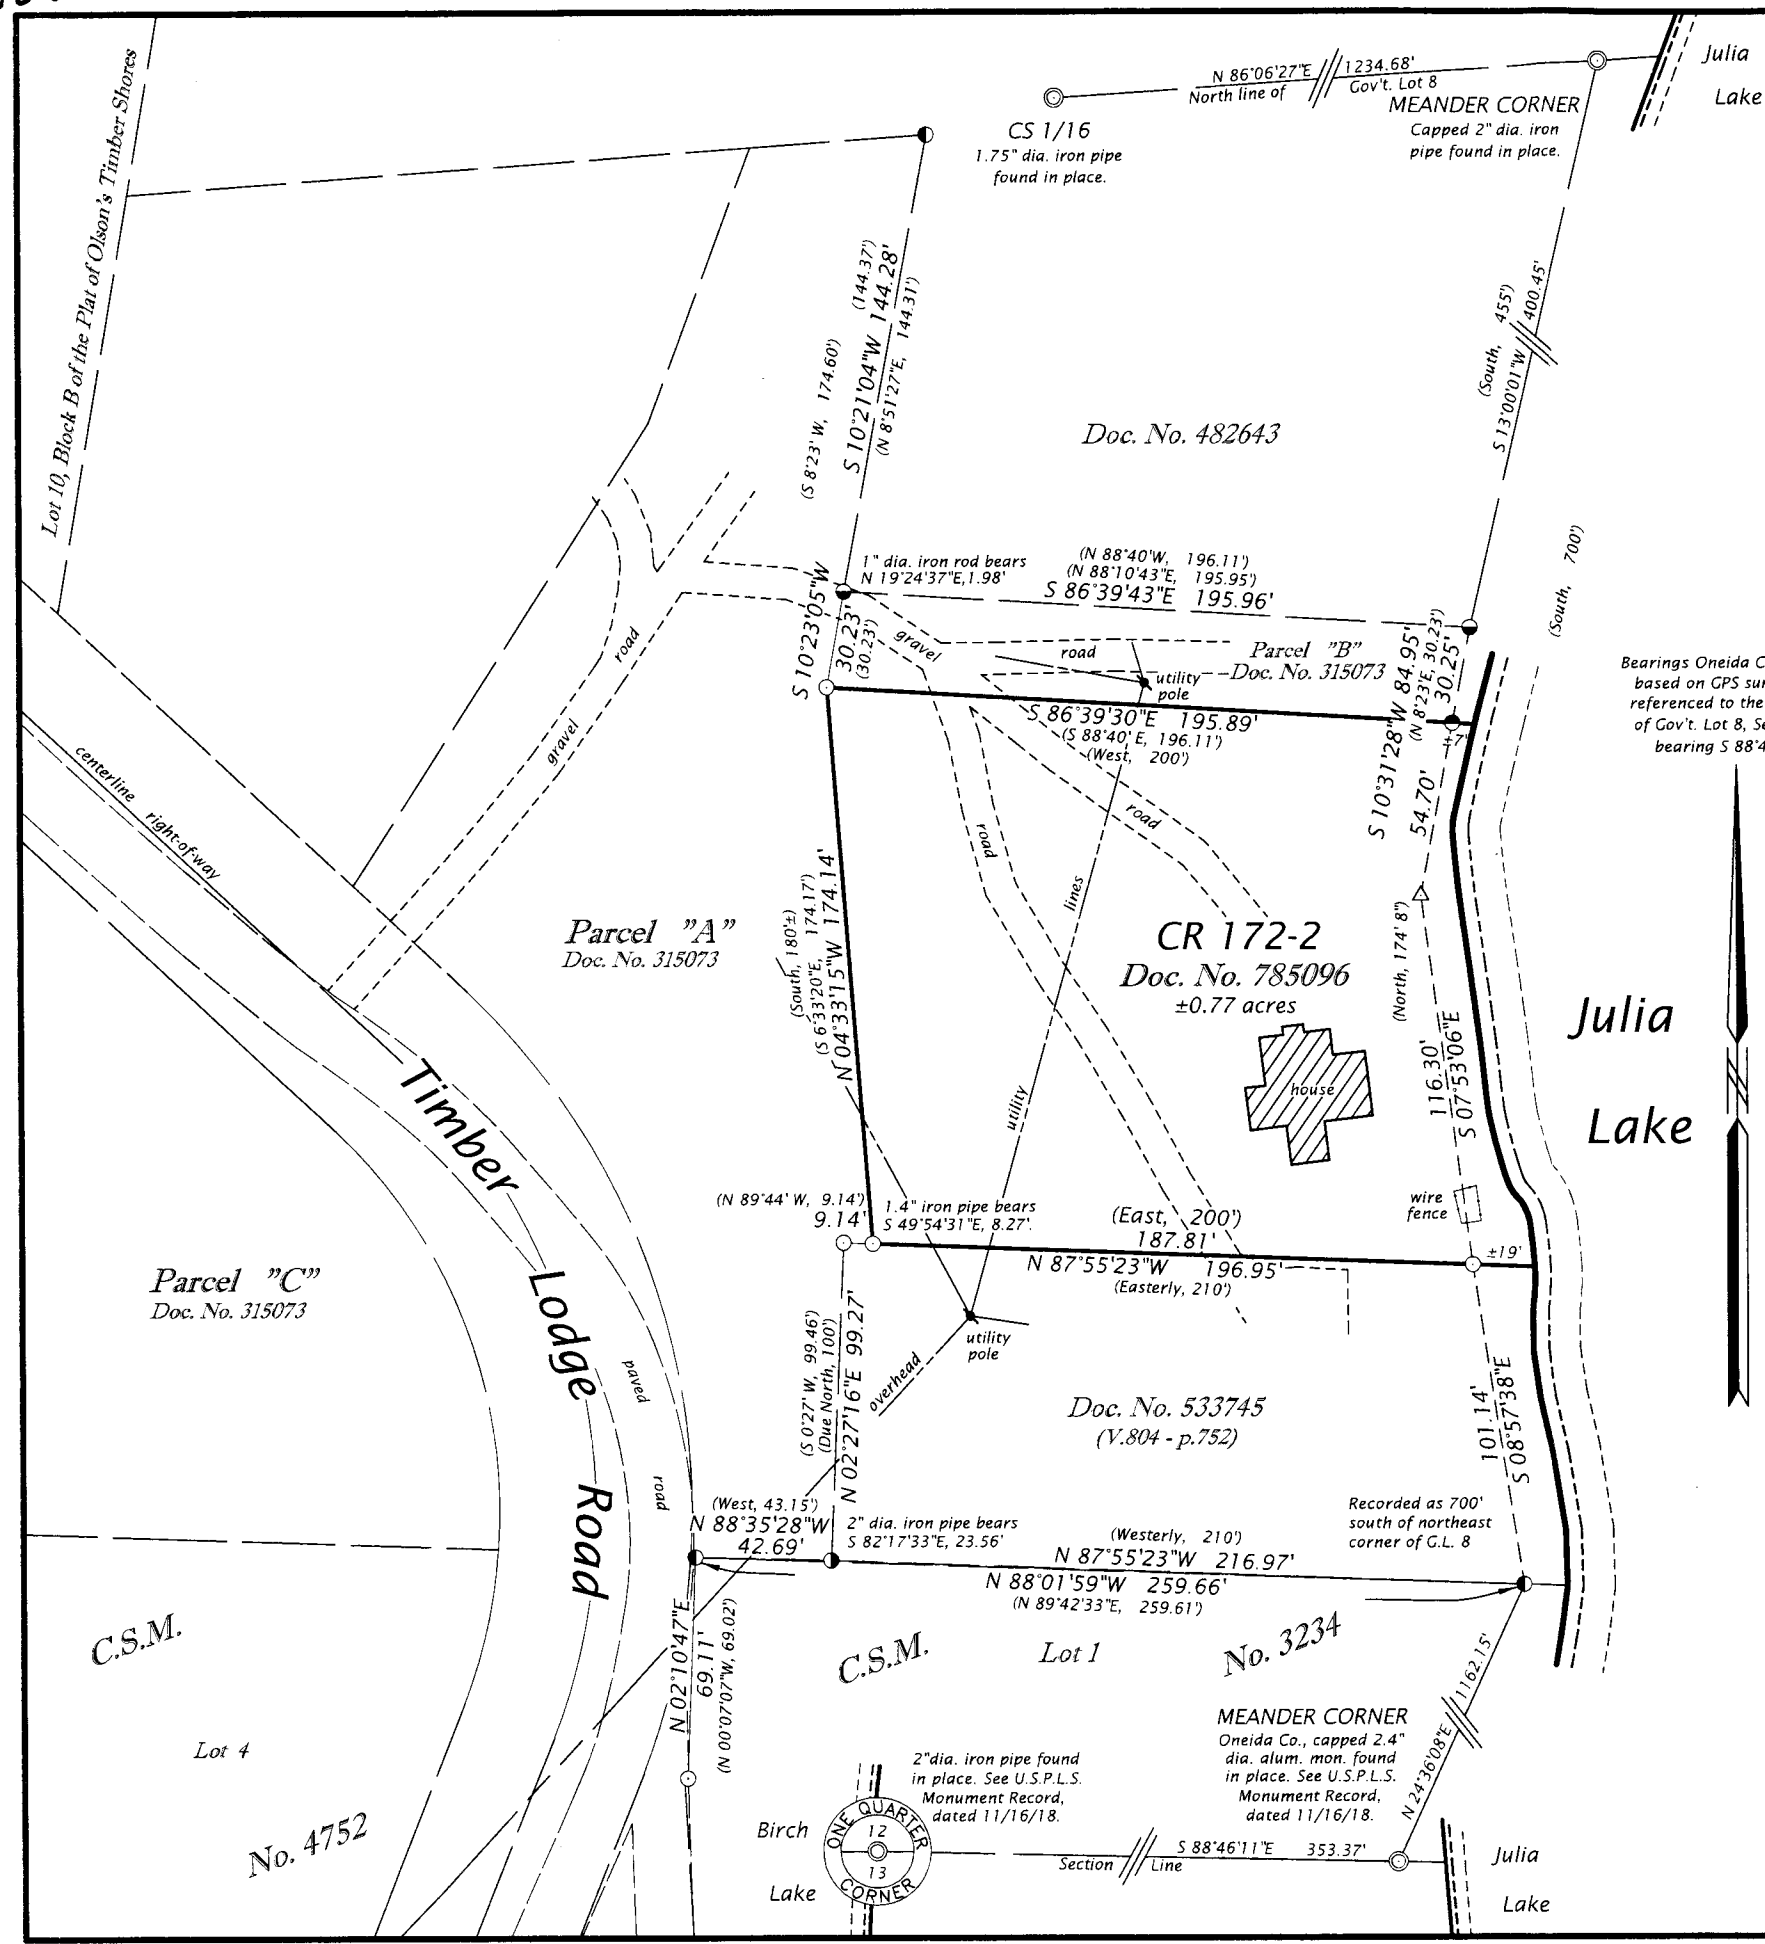 Lot 10, Block B of the Plat of Olson's Timber Shores
N 86°06'27"E 1234.68'
North line of Gov't. Lot 8
Julia
Lake
CS 1/16
1.75" dia. iron pipe
found in place.
MEANDER CORNER
Capped 2" dia. iron
pipe found in place.
(144.37')
S 10°21'04"W 144.28'
(N 8°51'27"E, 144.31')
(S 8°23' W, 174.60')
Doc. No. 482643
(South, 455')
S 13°00'01"W 400.45'
(South, 700')
1" dia. iron rod bears
N 19°24'37"E,1.98'
(N 88°40'W, 196.11')
(N 88°10'43"E, 195.95')
S 86°39'43"E 195.96'
S 10°23'05"W
30.23'
(30.23')
gravel
road
Parcel "B"
Doc. No. 315073
utility
pole
S 86°39'30"E 195.89'
(S 88°40' E, 196.11')
(West, 200')
S 10°31'28"W 84.95'
(N 8°23'E, 30.23')
30.25'
±7'
54.70'
Bearings Oneida C
based on GPS sur
referenced to the
of Gov't. Lot 8, Se
bearing S 88°4
gravel
road
centerline
right-of-way
road
road
utility
lines
Parcel "A"
Doc. No. 315073
(South, 180'±)
(S 6°33'20"E, 174.17')
N 04°33'15"W 174.14'
CR 172-2
Doc. No. 785096
±0.77 acres
house
(North, 174' 8")
116.30'
S 07°53'06"E
Julia
Lake
wire
fence
Timber
Lodge
Road
(N 89°44' W, 9.14')
9.14'
1.4" iron pipe bears
S 49°54'31"E, 8.27'.
(East, 200')
187.81'
N 87°55'23"W 196.95'
(Easterly, 210')
±19'
Parcel "C"
Doc. No. 315073
paved
road
(S 0°27' W, 99.46')
(Due North, 100')
N 02°27'16"E 99.27'
overhead
utility
pole
Doc. No. 533745
(V.804 - p.752)
101.14'
S 08°57'38"E
(West, 43.15')
N 88°35'28"W
42.69'
2" dia. iron pipe bears
S 82°17'33"E, 23.56'
(Westerly, 210')
N 87°55'23"W 216.97'
N 88°01'59"W 259.66'
(N 89°42'33"E, 259.61')
Recorded as 700'
south of northeast
corner of G.L. 8
N 02°10'47"E
69.11'
(N 00°07'07"W, 69.02')
C.S.M.
Lot 4
No. 4752
C.S.M.
Lot 1
No. 3234
N 24°36'08"E 1162.15'
MEANDER CORNER
Oneida Co., capped 2.4"
dia. alum. mon. found
in place. See U.S.P.L.S.
Monument Record,
dated 11/16/18.
2"dia. iron pipe found
in place. See U.S.P.L.S.
Monument Record,
dated 11/16/18.
Birch
Lake
ONE QUARTER
12
13
CORNER
S 88°46'11"E 353.37'
Section Line
Julia
Lake